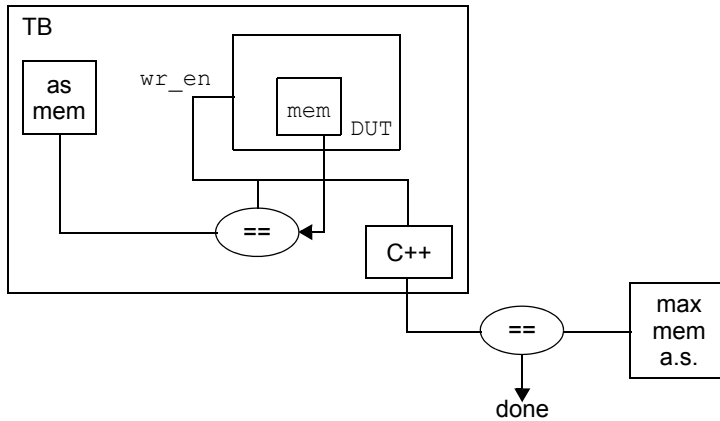 TB
as
mem
wr_en
mem
DUT
==
C++
==
max
mem
a.s.
done